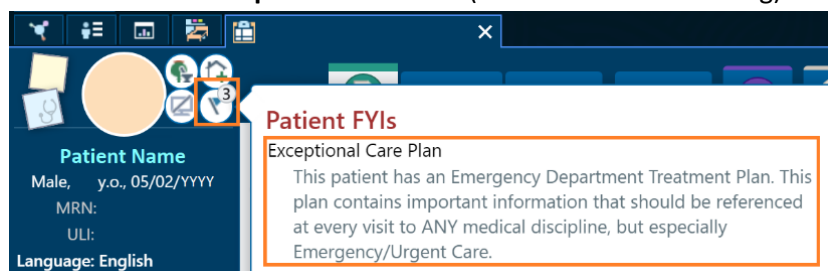 3
Patient FYIs
Exceptional Care Plan
This patient has an Emergency Department Treatment Plan. This
plan contains important information that should be referenced
at every visit to ANY medical discipline, but especially
Emergency/Urgent Care.
Patient Name
Male, y.o., 05/02/YYYY
MRN:
ULI:
Language: English